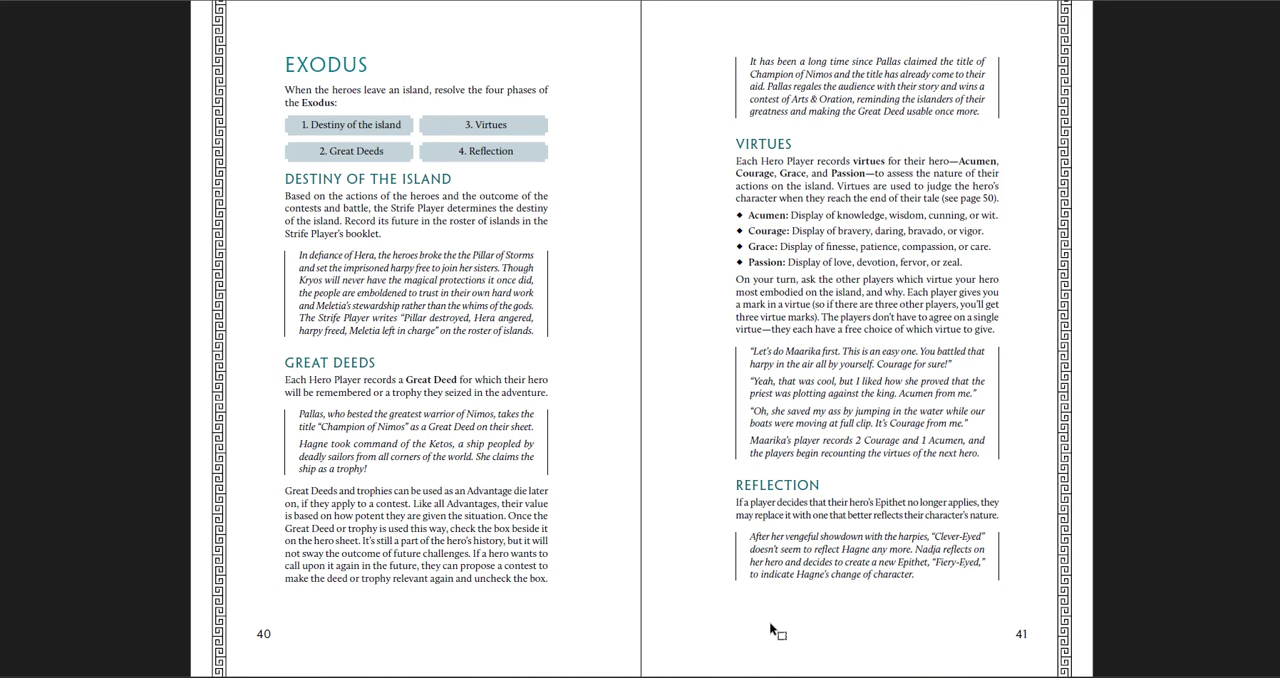 EXODUS
When the heroes leave an island, resolve the four phases of
the Exodus:
1. Destiny of the island
3. Virtues
2. Great Deeds
4. Reflection
DESTINY OF THE ISLAND
Based on the actions of the heroes and the outcome of the
contests and battle, the Strife Player determines the destiny
of the island. Record its future in the roster of islands in the
Strife Player's booklet.
In defiance of Hera, the heroes broke the the Pillar of Storms
and set the imprisoned harpy free to join her sisters. Though
Kryos will never have the magical protections it once did,
the people are emboldened to trust in their own hard work
and Meletia's stewardship rather than the whims of the gods.
The Strife Player writes “Pillar destroyed, Hera angered,
harpy freed, Meletia left in charge” on the roster of islands.
GREAT DEEDS
Each Hero Player records a Great Deed for which their hero
will be remembered or a trophy they seized in the adventure.
Pallas, who bested the greatest warrior of Nimos, takes the
title “Champion of Nimos” as a Great Deed on their sheet.
Hagne took command of the Ketos, a ship peopled by
deadly sailors from all corners of the world. She claims the
ship as a trophy!
Great Deeds and trophies can be used as an Advantage die later
on, if they apply to a contest. Like all Advantages, their value
is based on how potent they are given the situation. Once the
Great Deed or trophy is used this way, check the box beside it
on the hero sheet. It's still a part of the hero's history, but it will
not sway the outcome of future challenges. If a hero wants to
call upon it again in the future, they can propose a contest to
make the deed or trophy relevant again and uncheck the box.
40
It has been a long time since Pallas claimed the title of
Champion of Nimos and the title has already come to their
aid. Pallas regales the audience with their story and wins a
contest of Arts & Oration, reminding the islanders of their
greatness and making the Great Deed usable once more.
VIRTUES
Each Hero Player records virtues for their hero—Acumen,
Courage, Grace, and Passion—to assess the nature of their
actions on the island. Virtues are used to judge the hero's
character when they reach the end of their tale (see page 50).
◆ Acumen: Display of knowledge, wisdom, cunning, or wit.
◆ Courage: Display of bravery, daring, bravado, or vigor.
◆ Grace: Display of finesse, patience, compassion, or care.
◆ Passion: Display of love, devotion, fervor, or zeal.
On your turn, ask the other players which virtue your hero
most embodied on the island, and why. Each player gives you
a mark in a virtue (so if there are three other players, you'll get
three virtue marks). The players don't have to agree on a single
virtue—they each have a free choice of which virtue to give.
“Let's do Maarika first. This is an easy one. You battled that
harpy in the air all by yourself. Courage for sure!”
“Yeah, that was cool, but I liked how she proved that the
priest was plotting against the king. Acumen from me.”
“Oh, she saved my ass by jumping in the water while our
boats were moving at full clip. It's Courage from me.”
Maarika's player records 2 Courage and 1 Acumen, and
the players begin recounting the virtues of the next hero.
REFLECTION
If a player decides that their hero's Epithet no longer applies, they
may replace it with one that better reflects their character's nature.
After her vengeful showdown with the harpies, “Clever-Eyed”
doesn't seem to reflect Hagne any more. Nadja reflects on
her hero and decides to create a new Epithet, “Fiery-Eyed,”
to indicate Hagne's change of character.
41